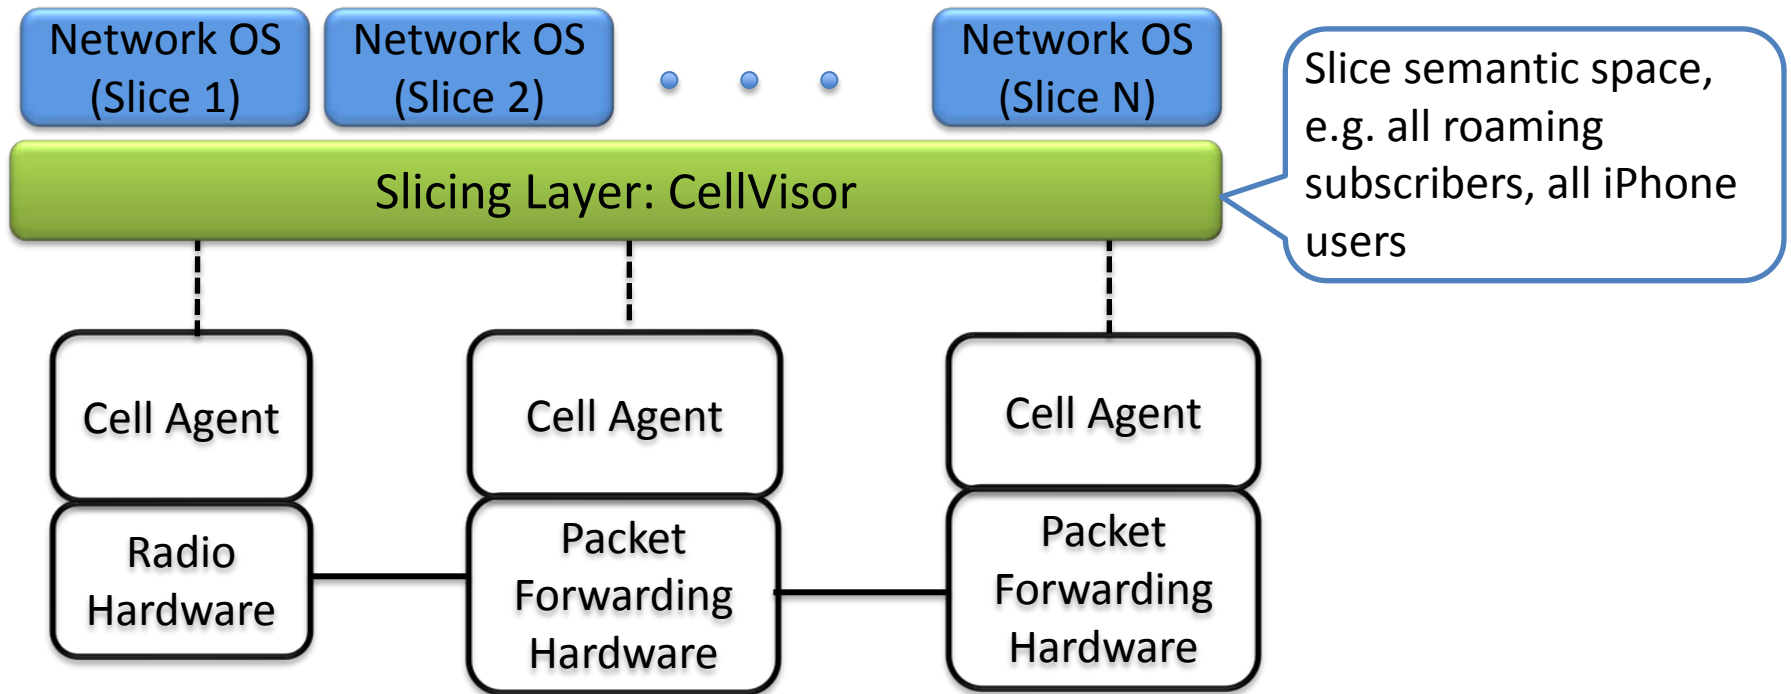 Network OS
(Slice 1)
Network OS
(Slice 2)
Network OS
(Slice N)
Slice semantic space,
e.g. all roaming
subscribers, all iPhone
users
Slicing Layer: CellVisor
Cell Agent
Cell Agent
Cell Agent
Radio
Hardware
Packet
Forwarding
Hardware
Packet
Forwarding
Hardware